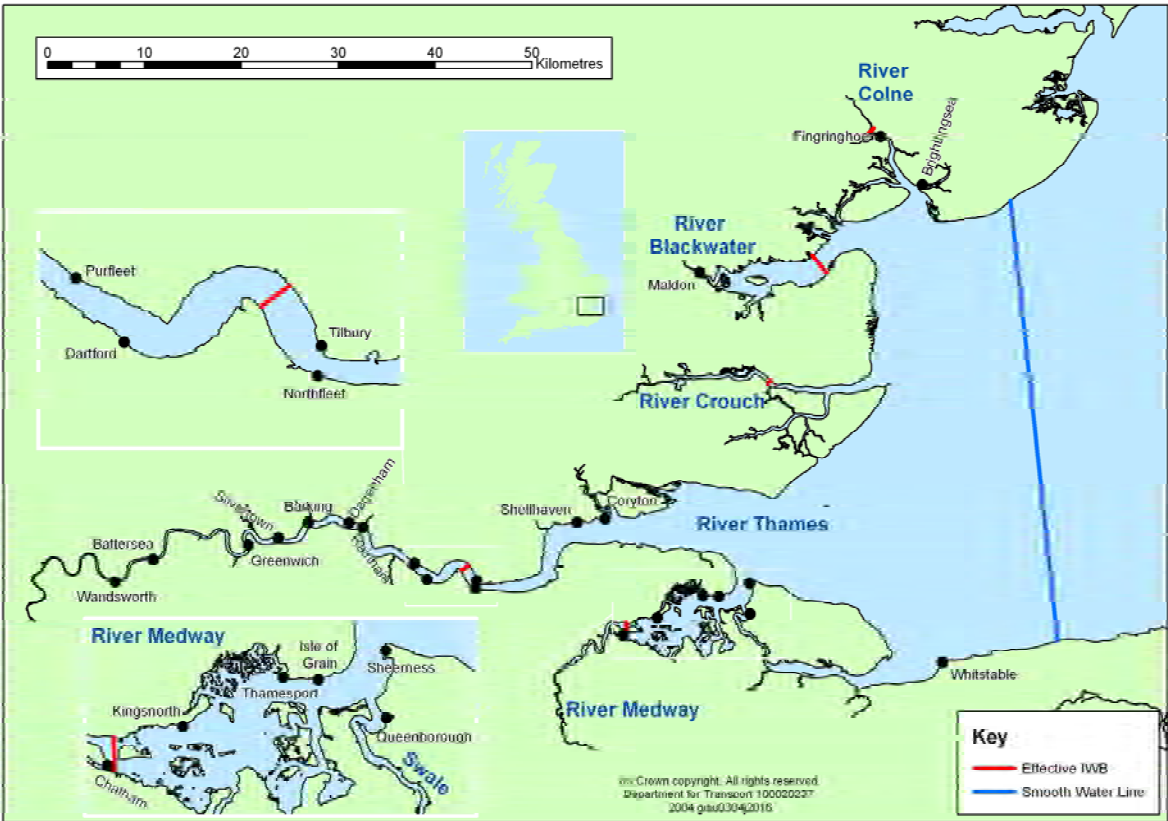 0 10 20 30 40 50
Kilometres
River
Colne
Fingringhoe
Brightlingsea
River
Blackwater
Maldon
Purfleet
Dartford
Tilbury
Northfleet
River Crouch
Dagenham
Silvertown
Barking
Battersea
Greenwich
Wandsworth
Shellhaven
Coryton
River Thames
River Medway
Isle of
Grain
Sheerness
Thamesport
Kingsnorth
Queenborough
Chatham
Swale
River Medway
Whitstable
Key
Effective IWB
Smooth Water Line
Crown copyright. All rights reserved
Department for Transport 100020237
2004